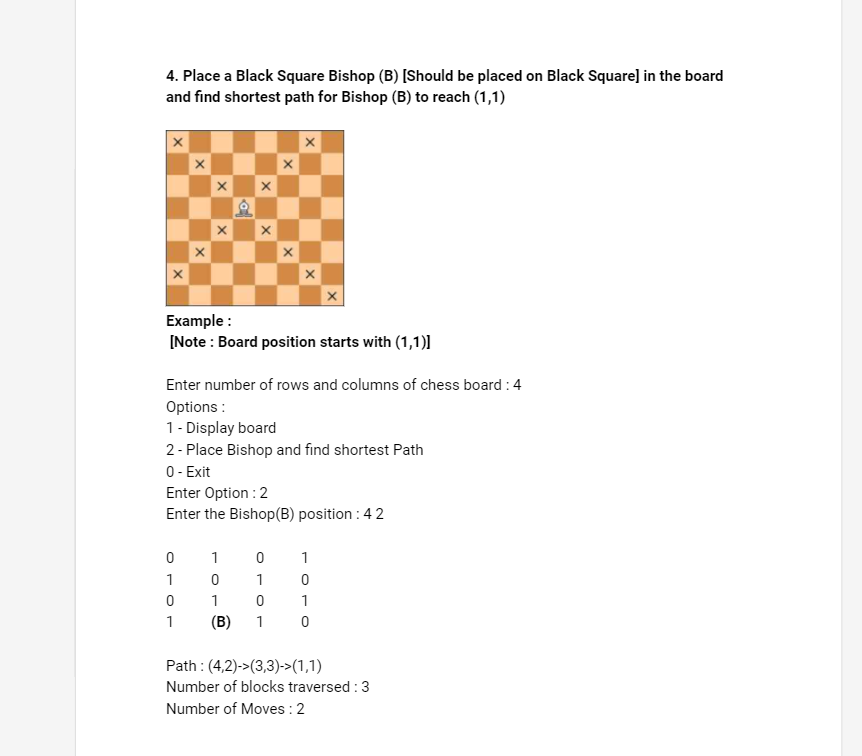 4. Place a Black Square Bishop (B) [Should be placed on Black Square] in the board
and find shortest path for Bishop (B) to reach (1,1)
Example :
[Note : Board position starts with (1,1)]
Enter number of rows and columns of chess board : 4
Options :
1 - Display board
2 - Place Bishop and find shortest Path
0 - Exit
Enter Option : 2
Enter the Bishop(B) position : 4 2
0 1 0 1
1 0 1 0
0 1 0 1
1 (B) 1 0
Path : (4,2)->(3,3)->(1,1)
Number of blocks traversed : 3
Number of Moves : 2